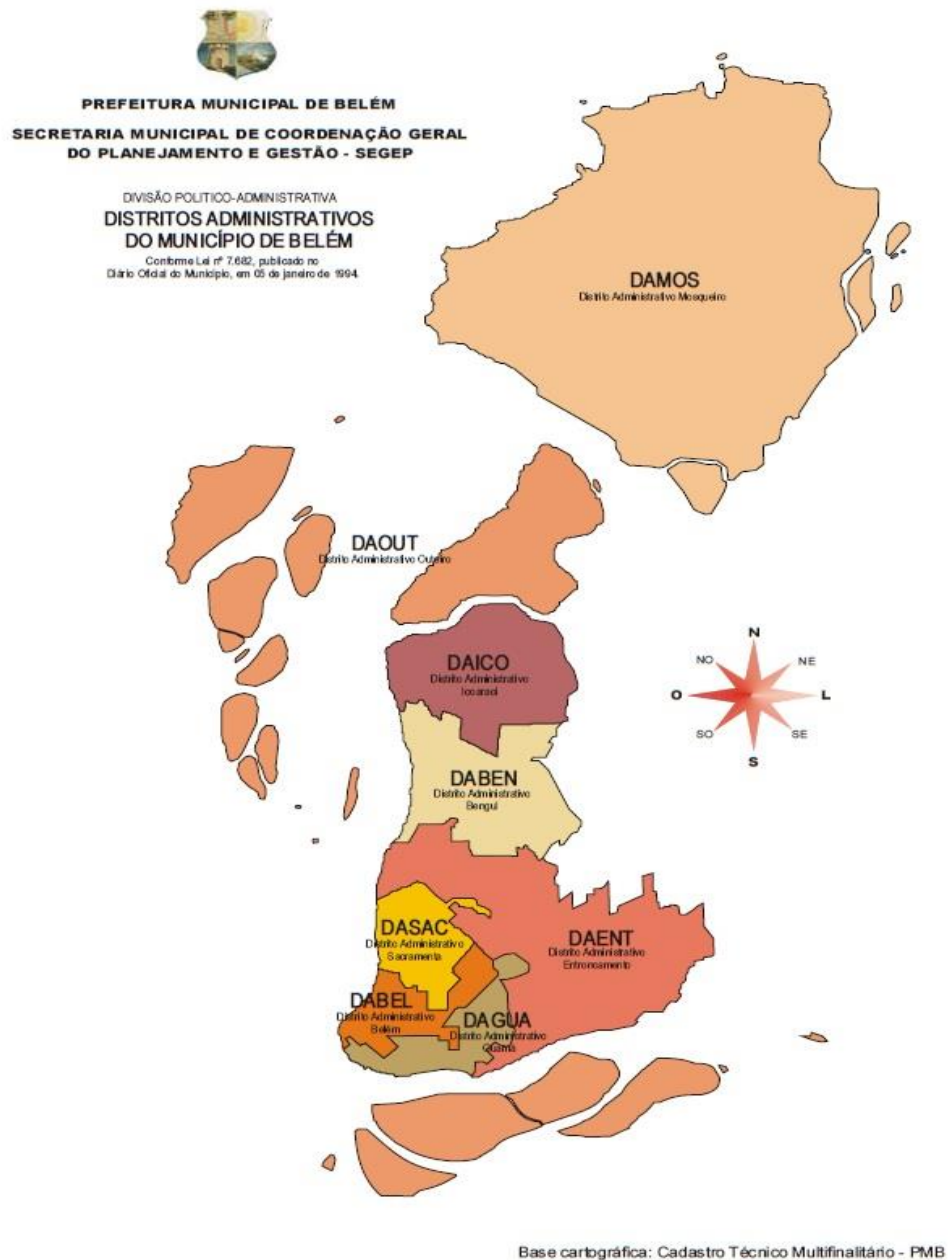 PREFEITURA MUNICIPAL DE BELÉM
SECRETARIA MUNICIPAL DE COORDENAÇÃO GERAL
DO PLANEJAMENTO E GESTÃO - SEGEP
DIVISÃO POLITICO-ADMINISTRATIVA
DISTRITOS ADMINISTRATIVOS
DO MUNICÍPIO DE BELÉM
Conforme Lei nº 7.682, publicado no
Diário Oficial do Município, em 05 de janeiro de 1994.
DAMOS
Distrito Administrativo Mosqueiro
DAOUT
Distrito Administrativo Outeiro
DAICO
Distrito Administrativo
Icoaraci
N
NO
NE
O
L
SO
SE
S
DABEN
Distrito Administrativo
Bengui
DASAC
Distrito Administrativo
Sacramenta
DAENT
Distrito Administrativo
Entroncamento
DABEL
Distrito Administrativo
Belém
DAGUA
Distrito Administrativo
Guamá
Base cartográfica: Cadastro Técnico Multifinalitário - PMB